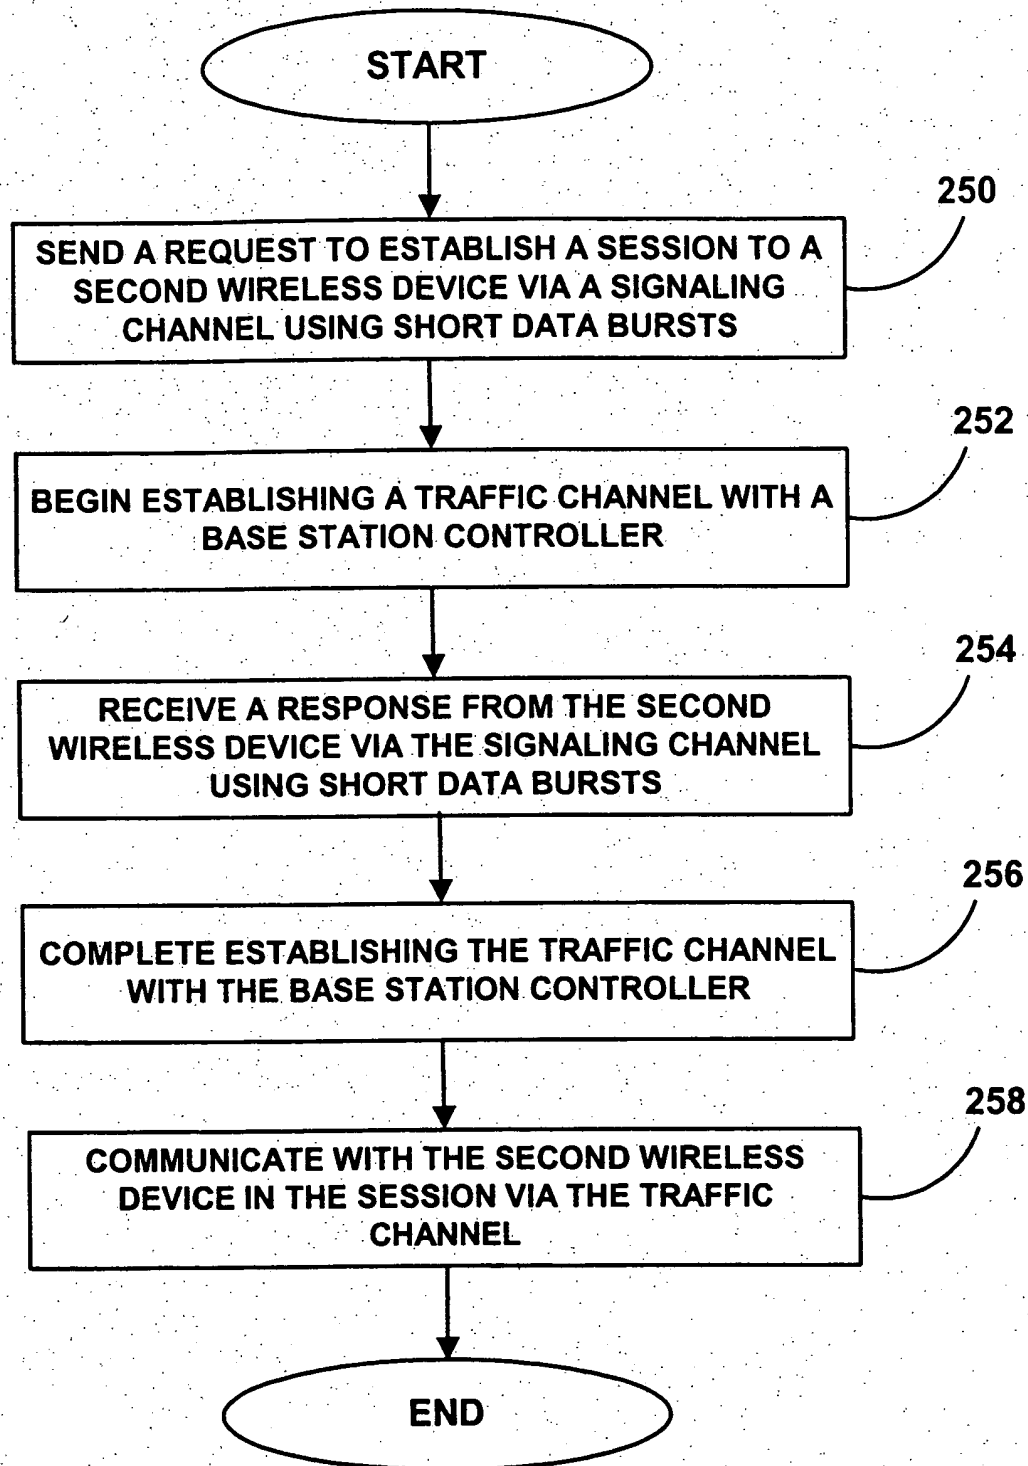 START
250
SEND A REQUEST TO ESTABLISH A SESSION TO A
SECOND WIRELESS DEVICE VIA A SIGNALING
CHANNEL USING SHORT DATA BURSTS
252
BEGIN ESTABLISHING A TRAFFIC CHANNEL WITH A
BASE STATION CONTROLLER
254
RECEIVE A RESPONSE FROM THE SECOND
WIRELESS DEVICE VIA THE SIGNALING CHANNEL
USING SHORT DATA BURSTS
256
COMPLETE ESTABLISHING THE TRAFFIC CHANNEL
WITH THE BASE STATION CONTROLLER
258
COMMUNICATE WITH THE SECOND WIRELESS
DEVICE IN THE SESSION VIA THE TRAFFIC
CHANNEL
END